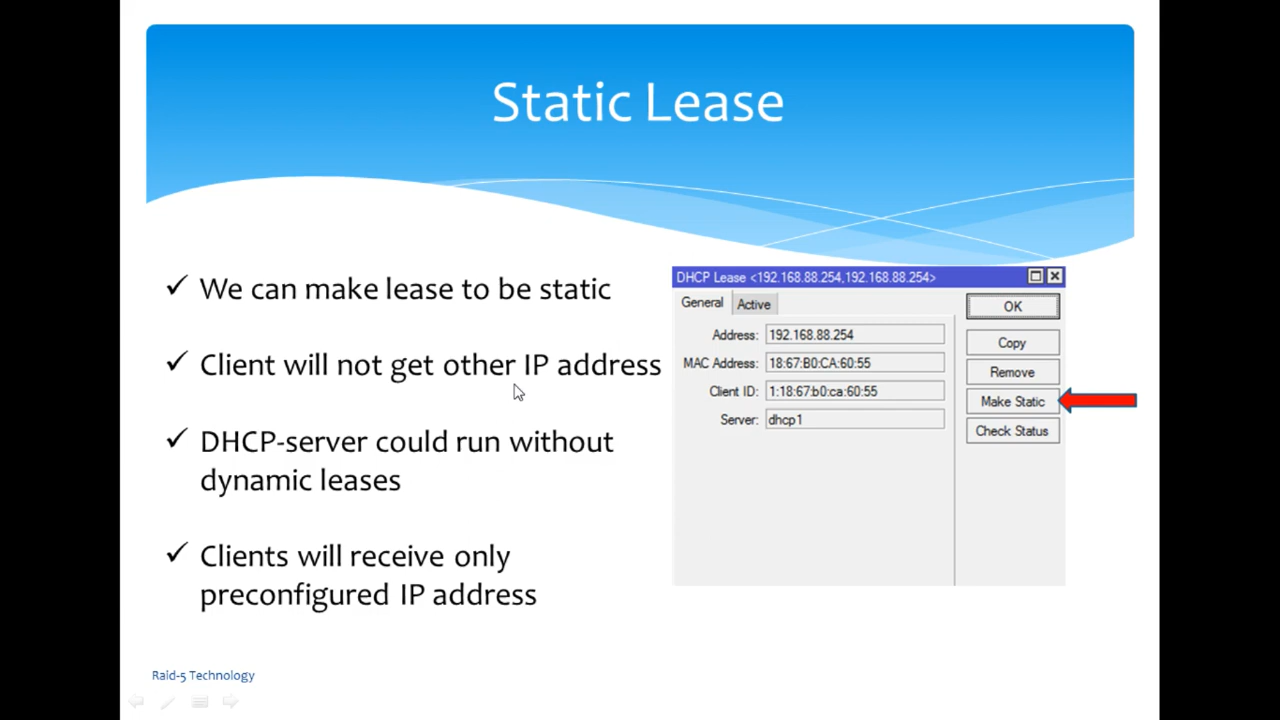 Static Lease
We can make lease to be static
Client will not get other IP address
DHCP-server could run without
dynamic leases
Clients will receive only
preconfigured IP address
DHCP Lease <192.168.88.254,192.168.88.254>
General Active
Address: 192.168.88.254
MAC Address: 18:67:B0:CA:60:55
Client ID: 1:18:67:b0:ca:60:55
Server: dhcp1
OK
Copy
Remove
Make Static
Check Status
Raid-5 Technology